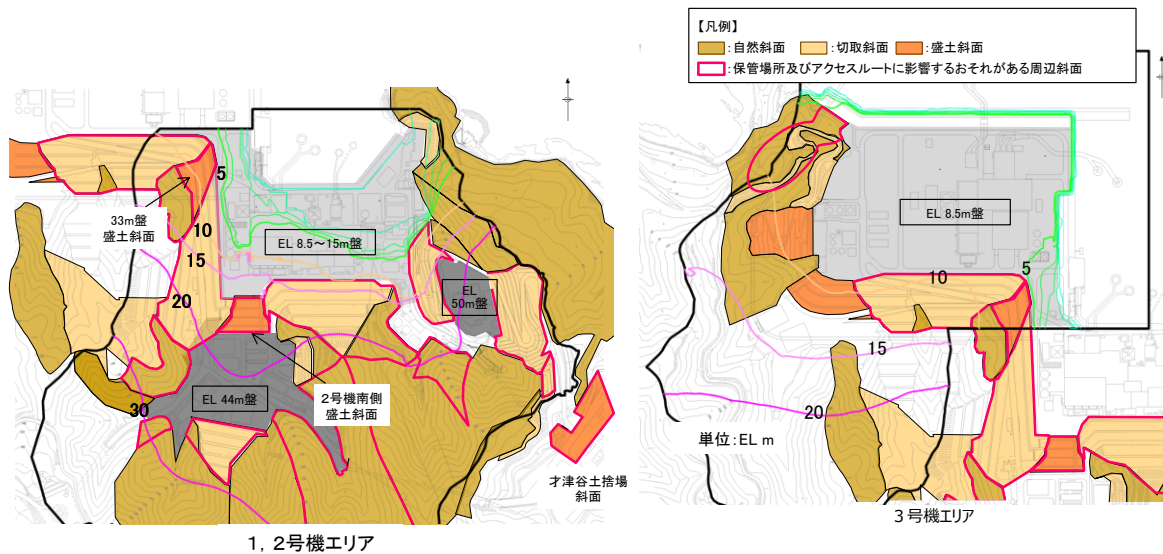 5
33m盤
盛土斜面
10
15
EL 8.5～15m盤
20
EL
50m盤
EL 44m盤
30
2号機南側
盛土斜面
才津谷土捨場
斜面
1，2号機エリア
【凡例】
:自然斜面 :切取斜面 :盛土斜面
:保管場所及びアクセスルートに影響するおそれがある周辺斜面
EL 8.5m盤
5
10
15
20
単位:EL m
3号機エリア